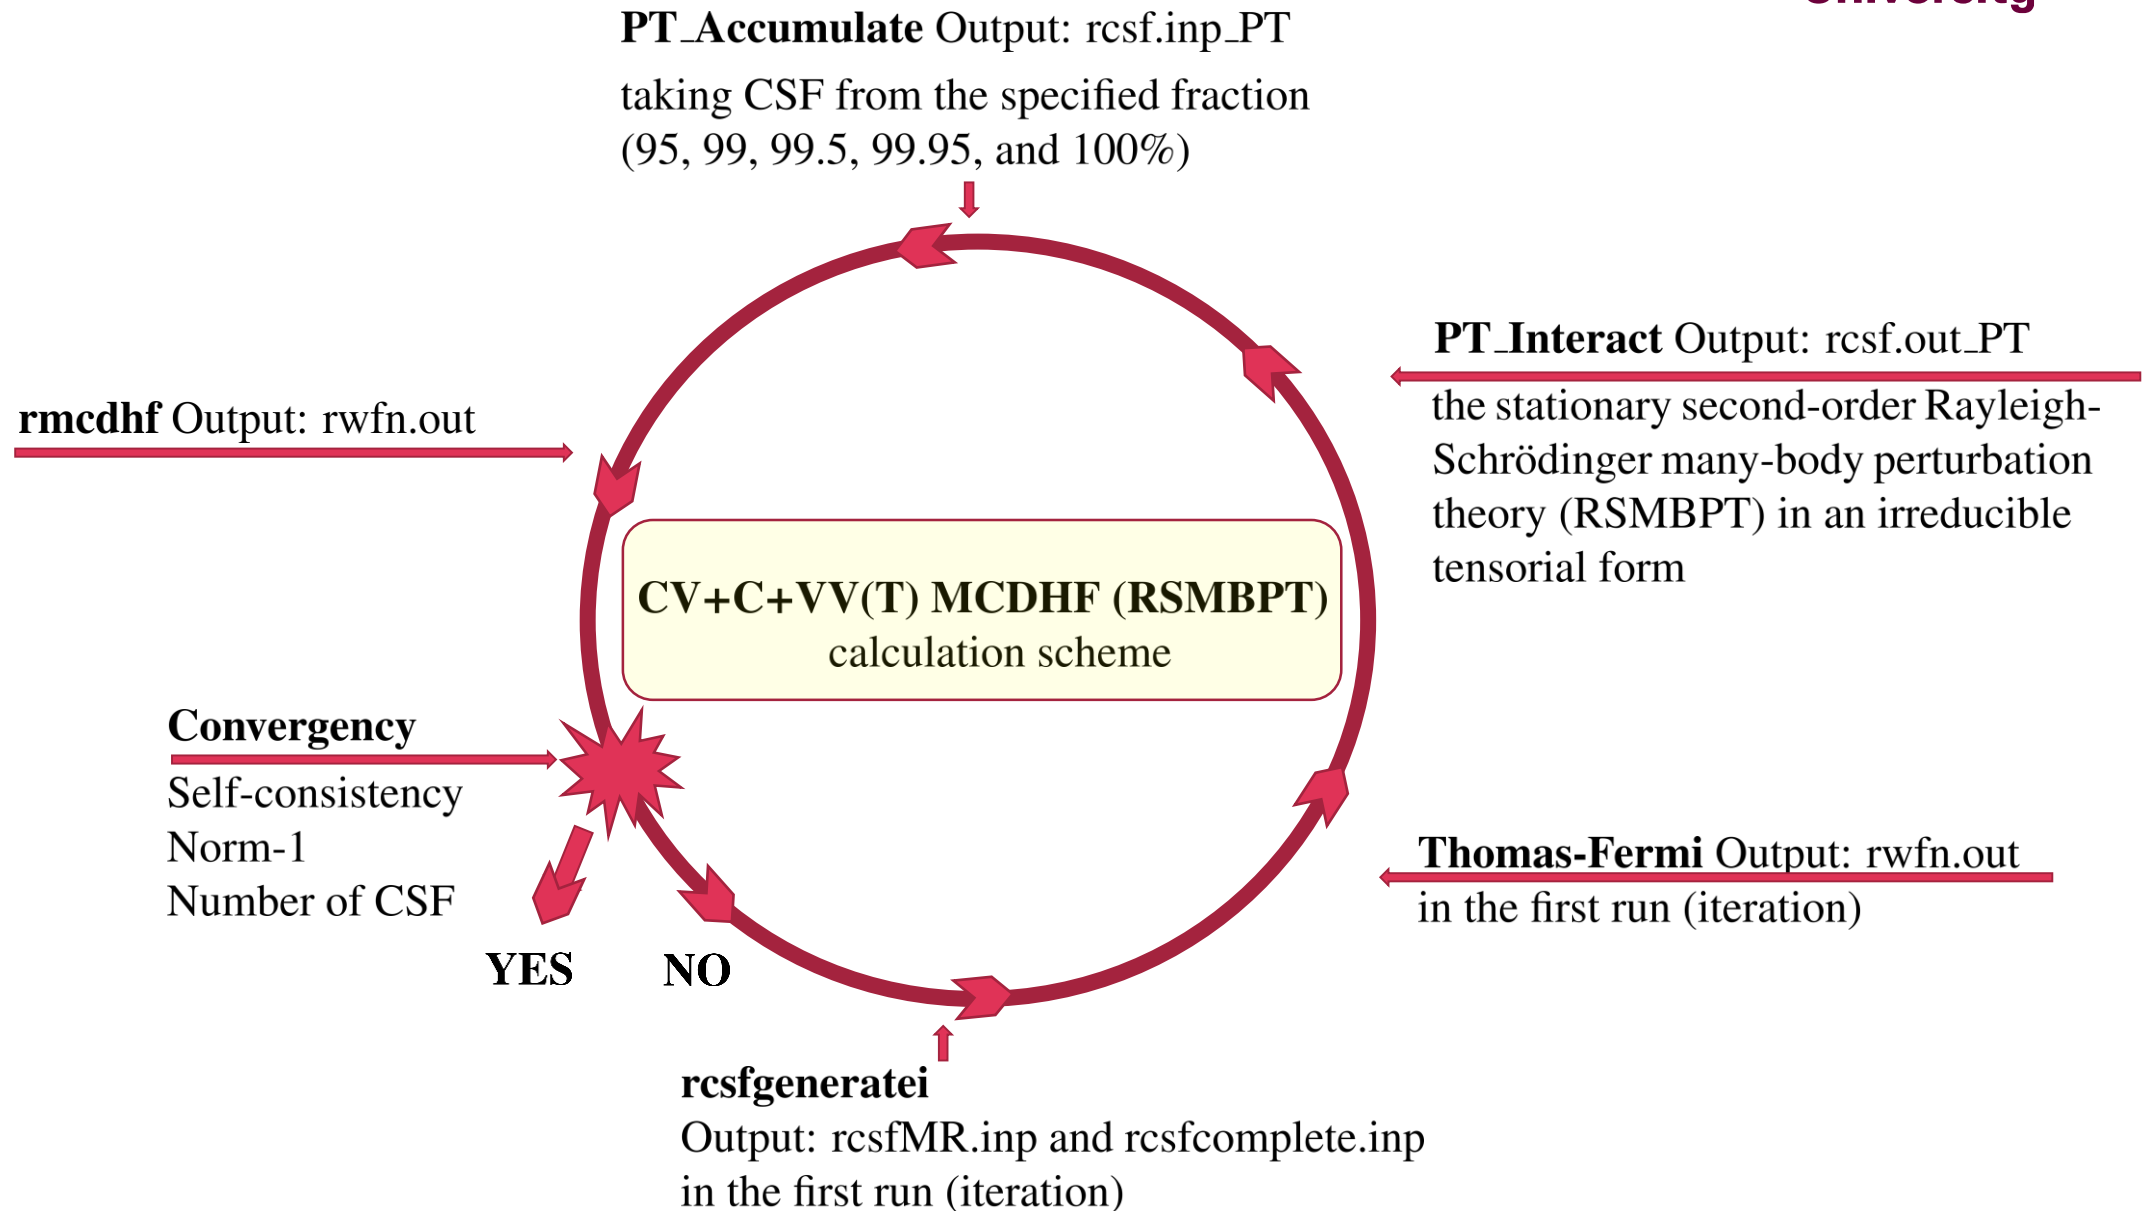 University
PT_Accumulate Output: rcsf.inp_PT
taking CSF from the specified fraction
(95, 99, 99.5, 99.95, and 100%)
PT_Interact Output: rcsf.out_PT
the stationary second-order Rayleigh-
Schrödinger many-body perturbation
theory (RSMBPT) in an irreducible
tensorial form
rmcdhf Output: rwfn.out
CV+C+VV(T) MCDHF (RSMBPT)
calculation scheme
Convergency
Self-consistency
Norm-1
Number of CSF
Thomas-Fermi Output: rwfn.out
in the first run (iteration)
YES
NO
rcsfgeneratei
Output: rcsfMR.inp and rcsfcomplete.inp
in the first run (iteration)